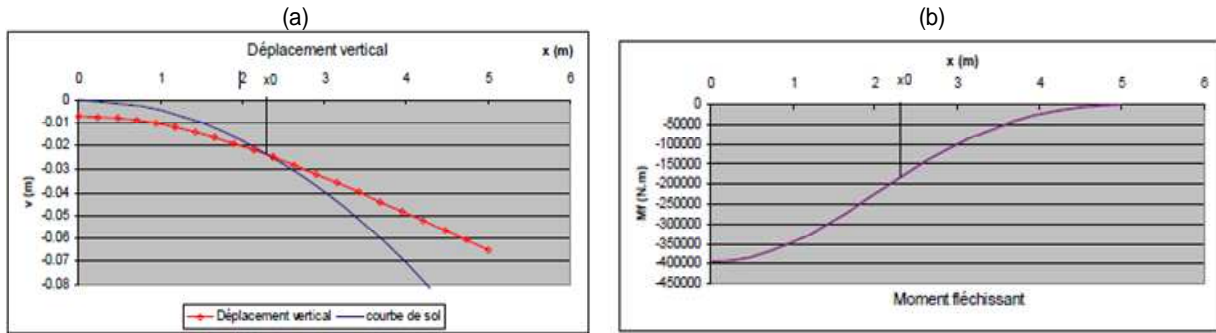 (a)
Déplacement vertical
x (m)
0 1 2 x0 3 4 5 6
0
-0.01
-0.02
-0.03
-0.04
-0.05
-0.06
-0.07
-0.08
v (m)
Déplacement vertical
courbe de sol
(b)
x (m)
0 1 2 x0 3 4 5 6
0
-50000
-100000
-150000
-200000
-250000
-300000
-350000
-400000
-450000
Mf (N.m)
Moment fléchissant